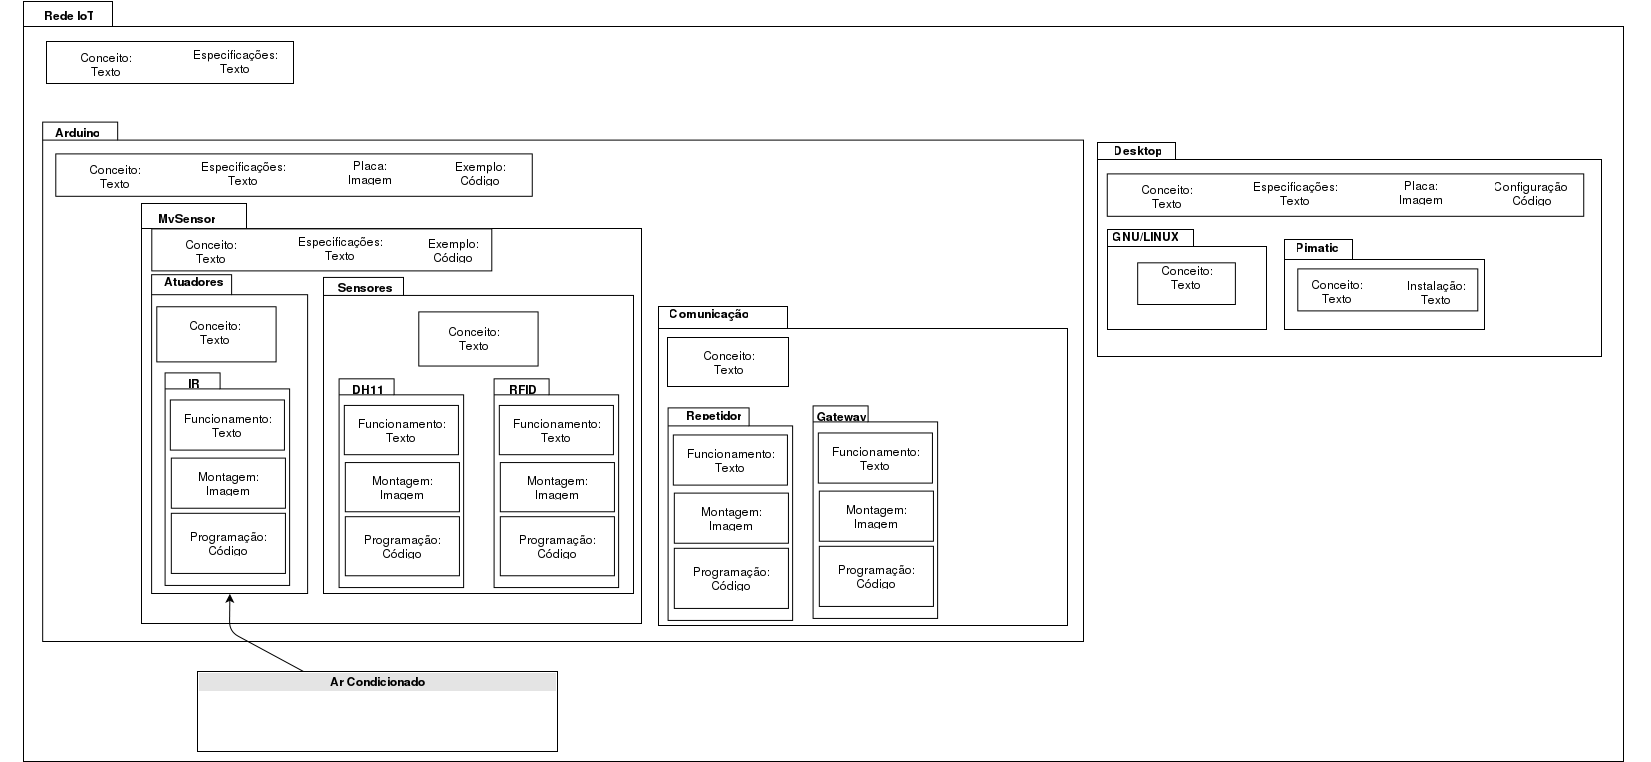 Rede IoT
Conceito:
Texto
Especificações:
Texto
Arduino
Conceito:
Texto
Especificações:
Texto
Placa:
Imagem
Exemplo:
Código
MySensor
Conceito:
Texto
Especificações:
Texto
Exemplo:
Código
Atuadores
Conceito:
Texto
IR
Funcionamento:
Texto
Montagem:
Imagem
Programação:
Código
Sensores
Conceito:
Texto
DH11
Funcionamento:
Texto
Montagem:
Imagem
Programação:
Código
RFID
Funcionamento:
Texto
Montagem:
Imagem
Programação:
Código
Comunicação
Conceito:
Texto
Repetidor
Funcionamento:
Texto
Montagem:
Imagem
Programação:
Código
Gateway
Funcionamento:
Texto
Montagem:
Imagem
Programação:
Código
Desktop
Conceito:
Texto
Especificações:
Texto
Placa:
Imagem
Configuração
Código
GNU/LINUX
Conceito:
Texto
Pimatic
Conceito:
Texto
Instalação:
Texto
Ar Condicionado